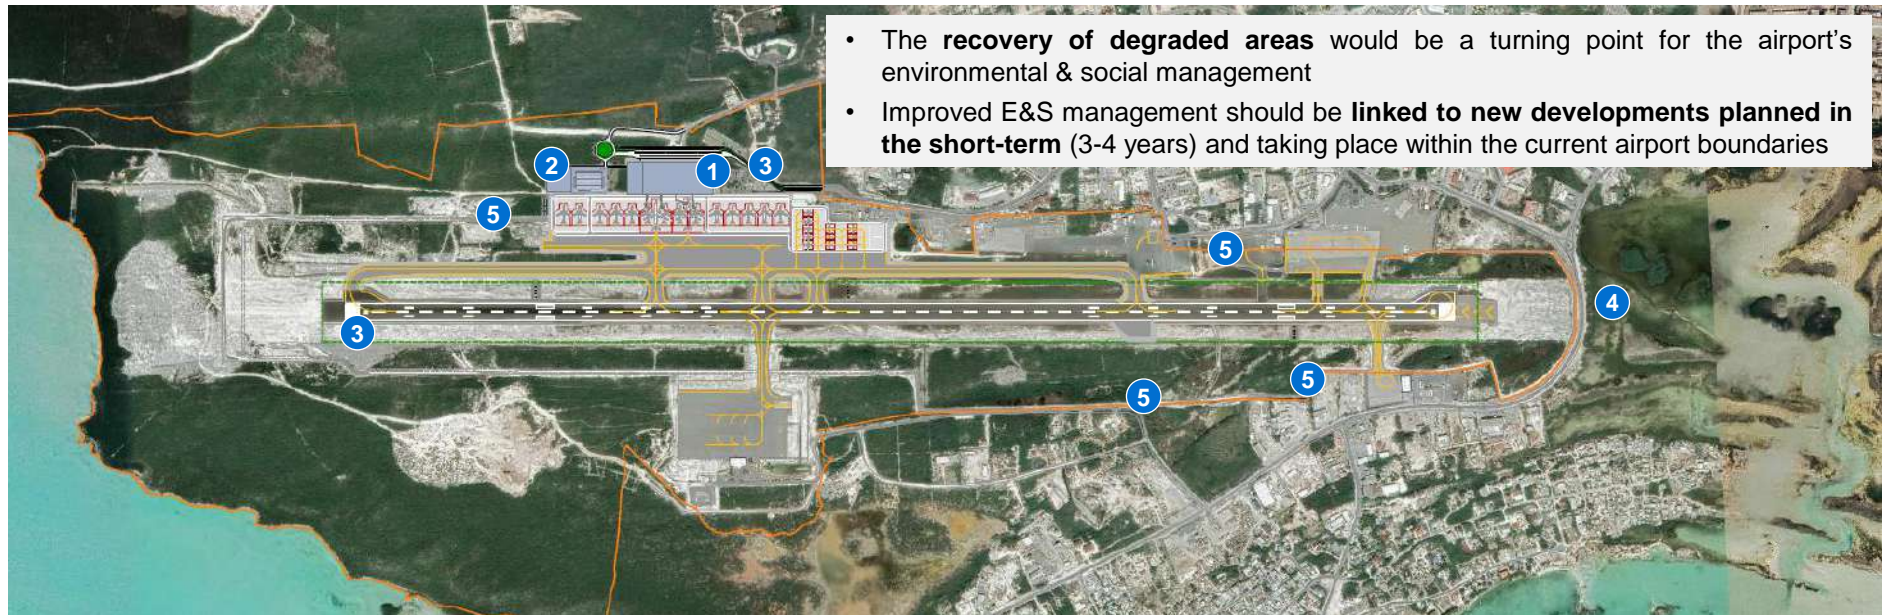 • The recovery of degraded areas would be a turning point for the airport’s
environmental & social management
• Improved E&S management should be linked to new developments planned in
the short-term (3-4 years) and taking place within the current airport boundaries
2
1
3
5
5
4
3
5
5